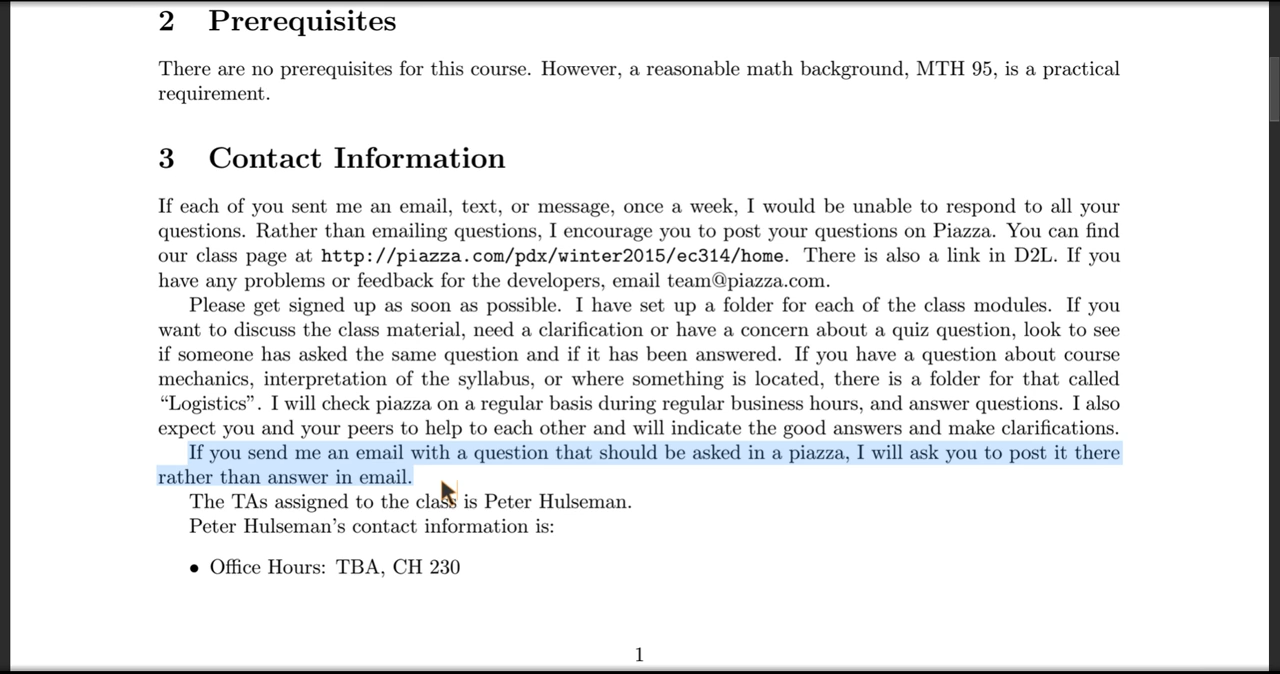 2 Prerequisites
There are no prerequisites for this course. However, a reasonable math background, MTH 95, is a practical
requirement.
3 Contact Information
If each of you sent me an email, text, or message, once a week, I would be unable to respond to all your
questions. Rather than emailing questions, I encourage you to post your questions on Piazza. You can find
our class page at http://piazza.com/pdx/winter2015/ec314/home. There is also a link in D2L. If you
have any problems or feedback for the developers, email team@piazza.com.
Please get signed up as soon as possible. I have set up a folder for each of the class modules. If you
want to discuss the class material, need a clarification or have a concern about a quiz question, look to see
if someone has asked the same question and if it has been answered. If you have a question about course
mechanics, interpretation of the syllabus, or where something is located, there is a folder for that called
“Logistics”. I will check piazza on a regular basis during regular business hours, and answer questions. I also
expect you and your peers to help to each other and will indicate the good answers and make clarifications.
If you send me an email with a question that should be asked in a piazza, I will ask you to post it there
rather than answer in email.
The TAs assigned to the class is Peter Hulseman.
Peter Hulseman’s contact information is:
• Office Hours: TBA, CH 230
1